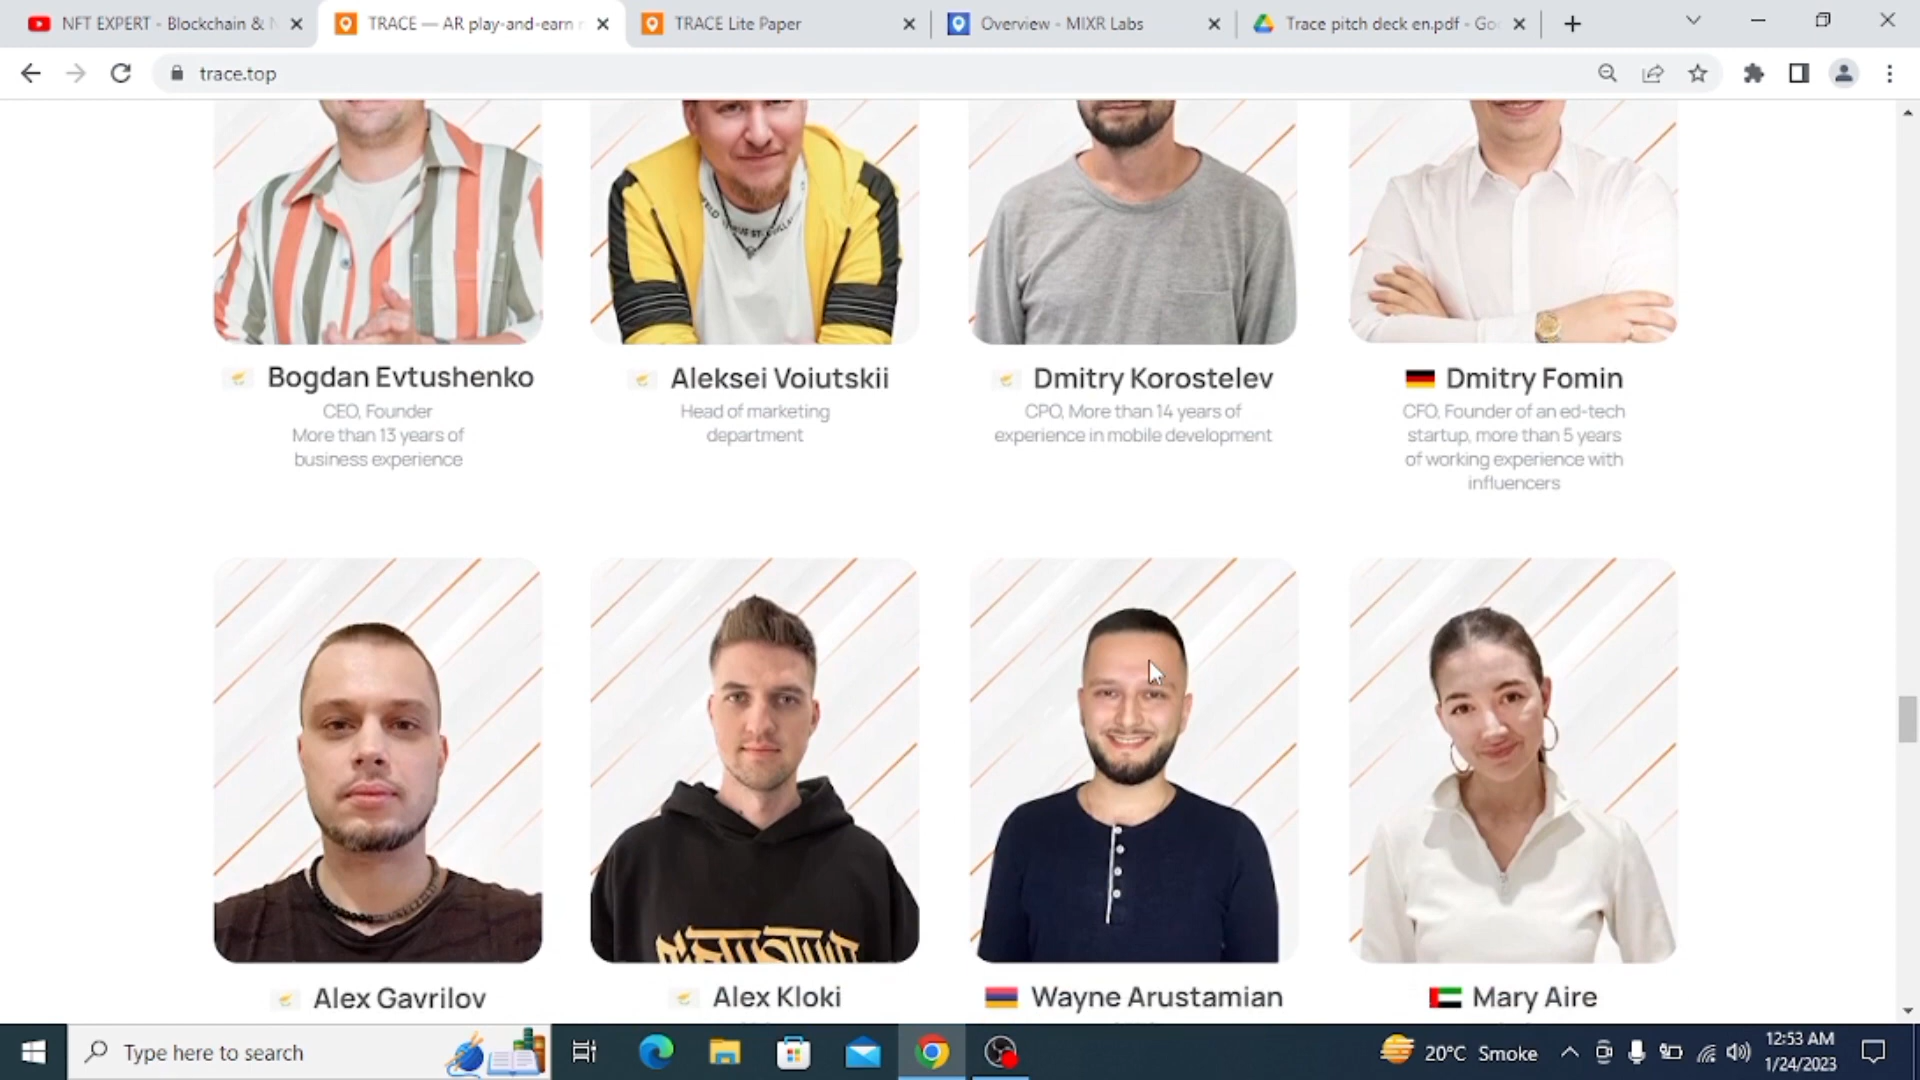 NFT EXPERT - Blockchain &
TRACE — AR play-and-earn
TRACE Lite Paper
Overview - MIXR Labs
Trace pitch deck en.pdf - Go
trace.top
Bogdan Evtushenko
CEO, Founder
More than 13 years of
business experience
Aleksei Voiutskii
Head of marketing
department
Dmitry Korostelev
CPO, More than 14 years of
experience in mobile development
Dmitry Fomin
CFO, Founder of an ed-tech
startup, more than 5 years
of working experience with
influencers
Alex Gavrilov
Alex Kloki
Wayne Arustamian
Mary Aire
Type here to search
20°C Smoke
12:53 AM
1/24/2023